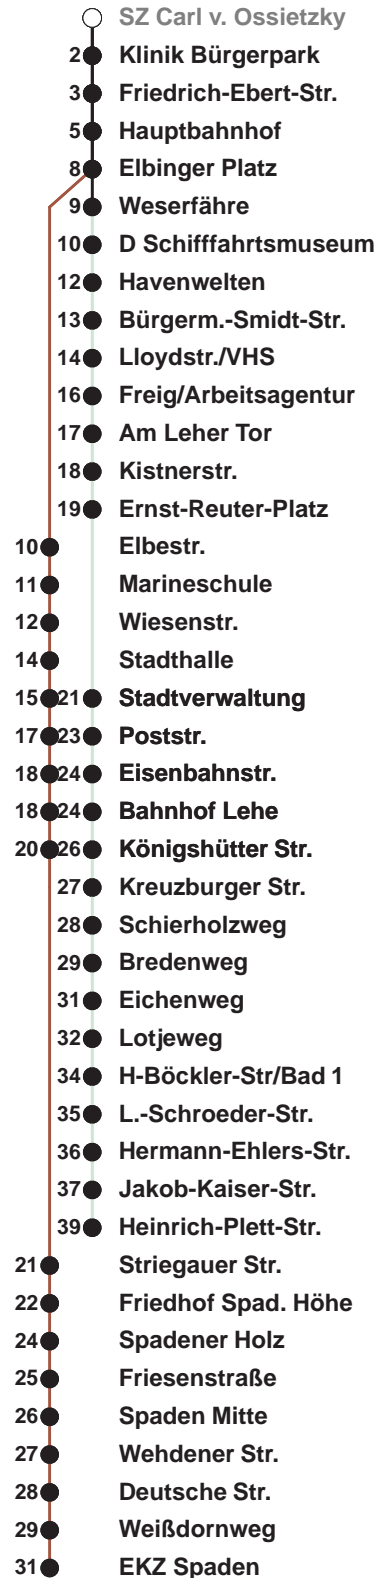 SZ Carl v. Ossietzky
2 Klinik Bürgerpark
3 Friedrich-Ebert-Str.
5 Hauptbahnhof
8 Elbinger Platz
9 Weserfähre
10 D Schifffahrtsmuseum
12 Havenwelten
13 Bürgerm.-Smidt-Str.
14 Lloydstr./VHS
16 Freig/Arbeitsagentur
17 Am Leher Tor
18 Kistnerstr.
19 Ernst-Reuter-Platz
10 Elbestr.
11 Marineschule
12 Wiesenstr.
14 Stadthalle
15 21 Stadtverwaltung
17 23 Poststr.
18 24 Eisenbahnstr.
18 24 Bahnhof Lehe
20 26 Königshütter Str.
27 Kreuzburger Str.
28 Schierholzweg
29 Bredenweg
31 Eichenweg
32 Lotjeweg
34 H-Böckler-Str/Bad 1
35 L.-Schroeder-Str.
36 Hermann-Ehlers-Str.
37 Jakob-Kaiser-Str.
39 Heinrich-Plett-Str.
21 Striegauer Str.
22 Friedhof Spad. Höhe
24 Spadener Holz
25 Friesenstraße
26 Spaden Mitte
27 Wehdener Str.
28 Deutsche Str.
29 Weißdornweg
31 EKZ Spaden